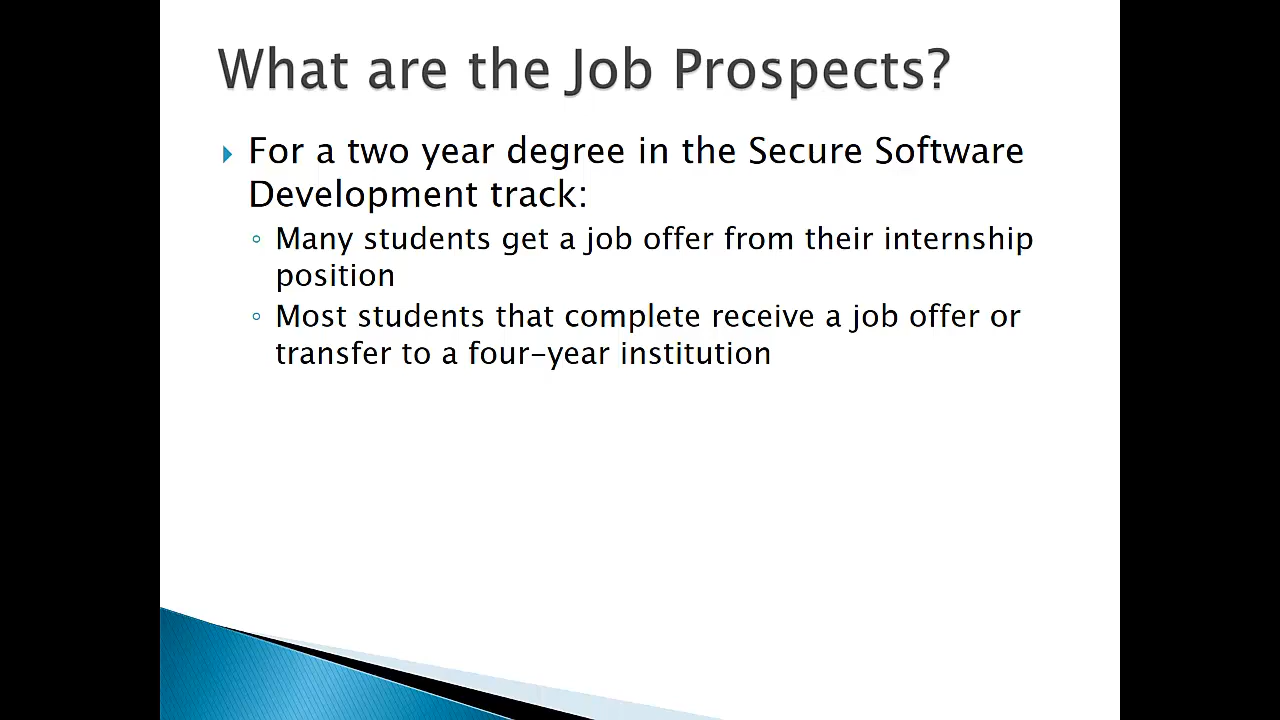 What are the Job Prospects?
For a two year degree in the Secure Software
Development track:
Many students get a job offer from their internship
position
Most students that complete receive a job offer or
transfer to a four-year institution